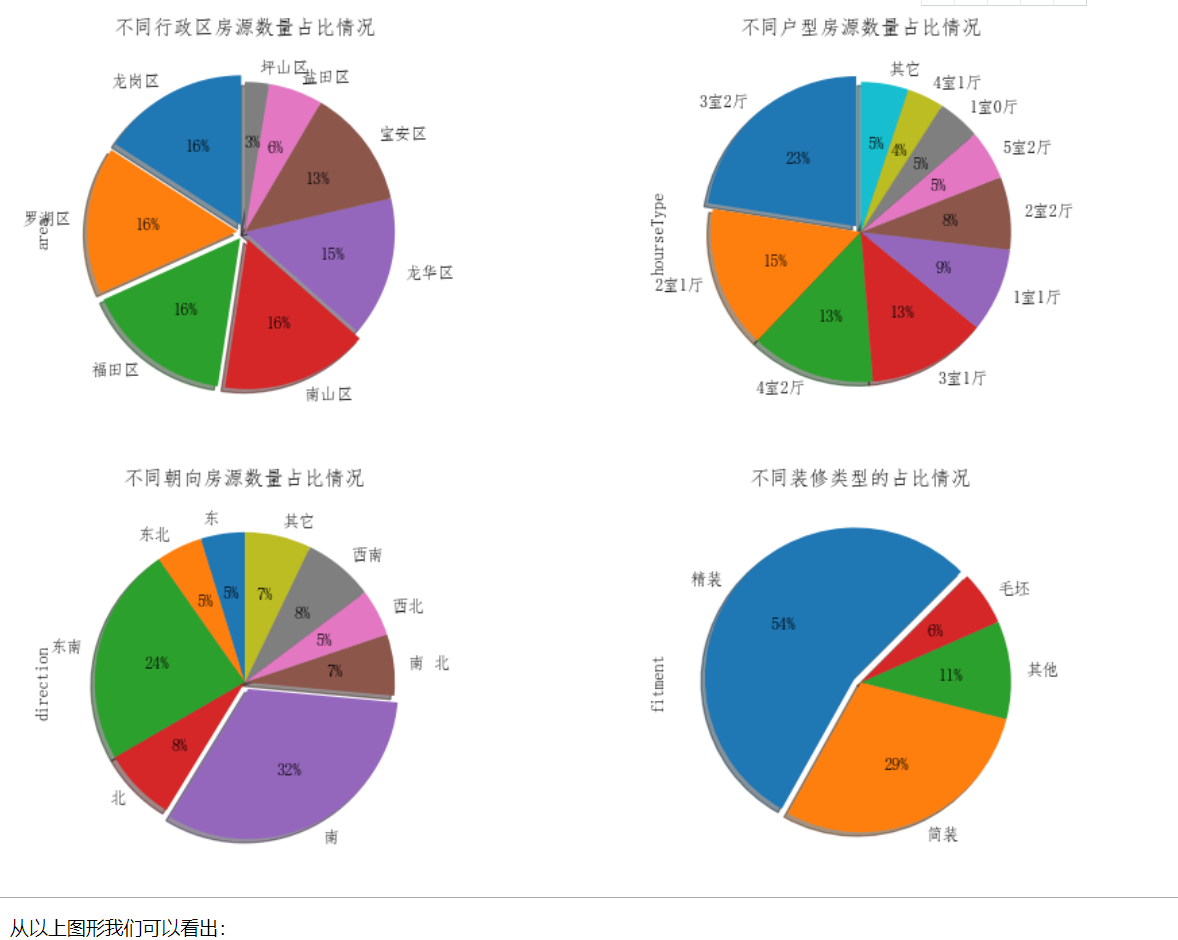 不同行政区房源数量占比情况
坪山区
盐田区
龙岗区
宝安区
16%
3%
6%
13%
罗湖区
area
16%
15%
龙华区
16%
16%
福田区
南山区
不同户型房源数量占比情况
其它
4室1厅
3室2厅
1室0厅
5室2厅
23%
5%
4%
5%
5%
2室2厅
8%
hourseType
15%
9%
2室1厅
1室1厅
13%
13%
3室1厅
4室2厅
不同朝向房源数量占比情况
东
其它
东北
西南
5%
5%
7%
8%
西北
5%
东南
24%
南 北
7%
direction
8%
32%
北
南
不同装修类型的占比情况
精装
毛坯
54%
6%
其他
11%
fitment
29%
简装
从以上图形我们可以看出：